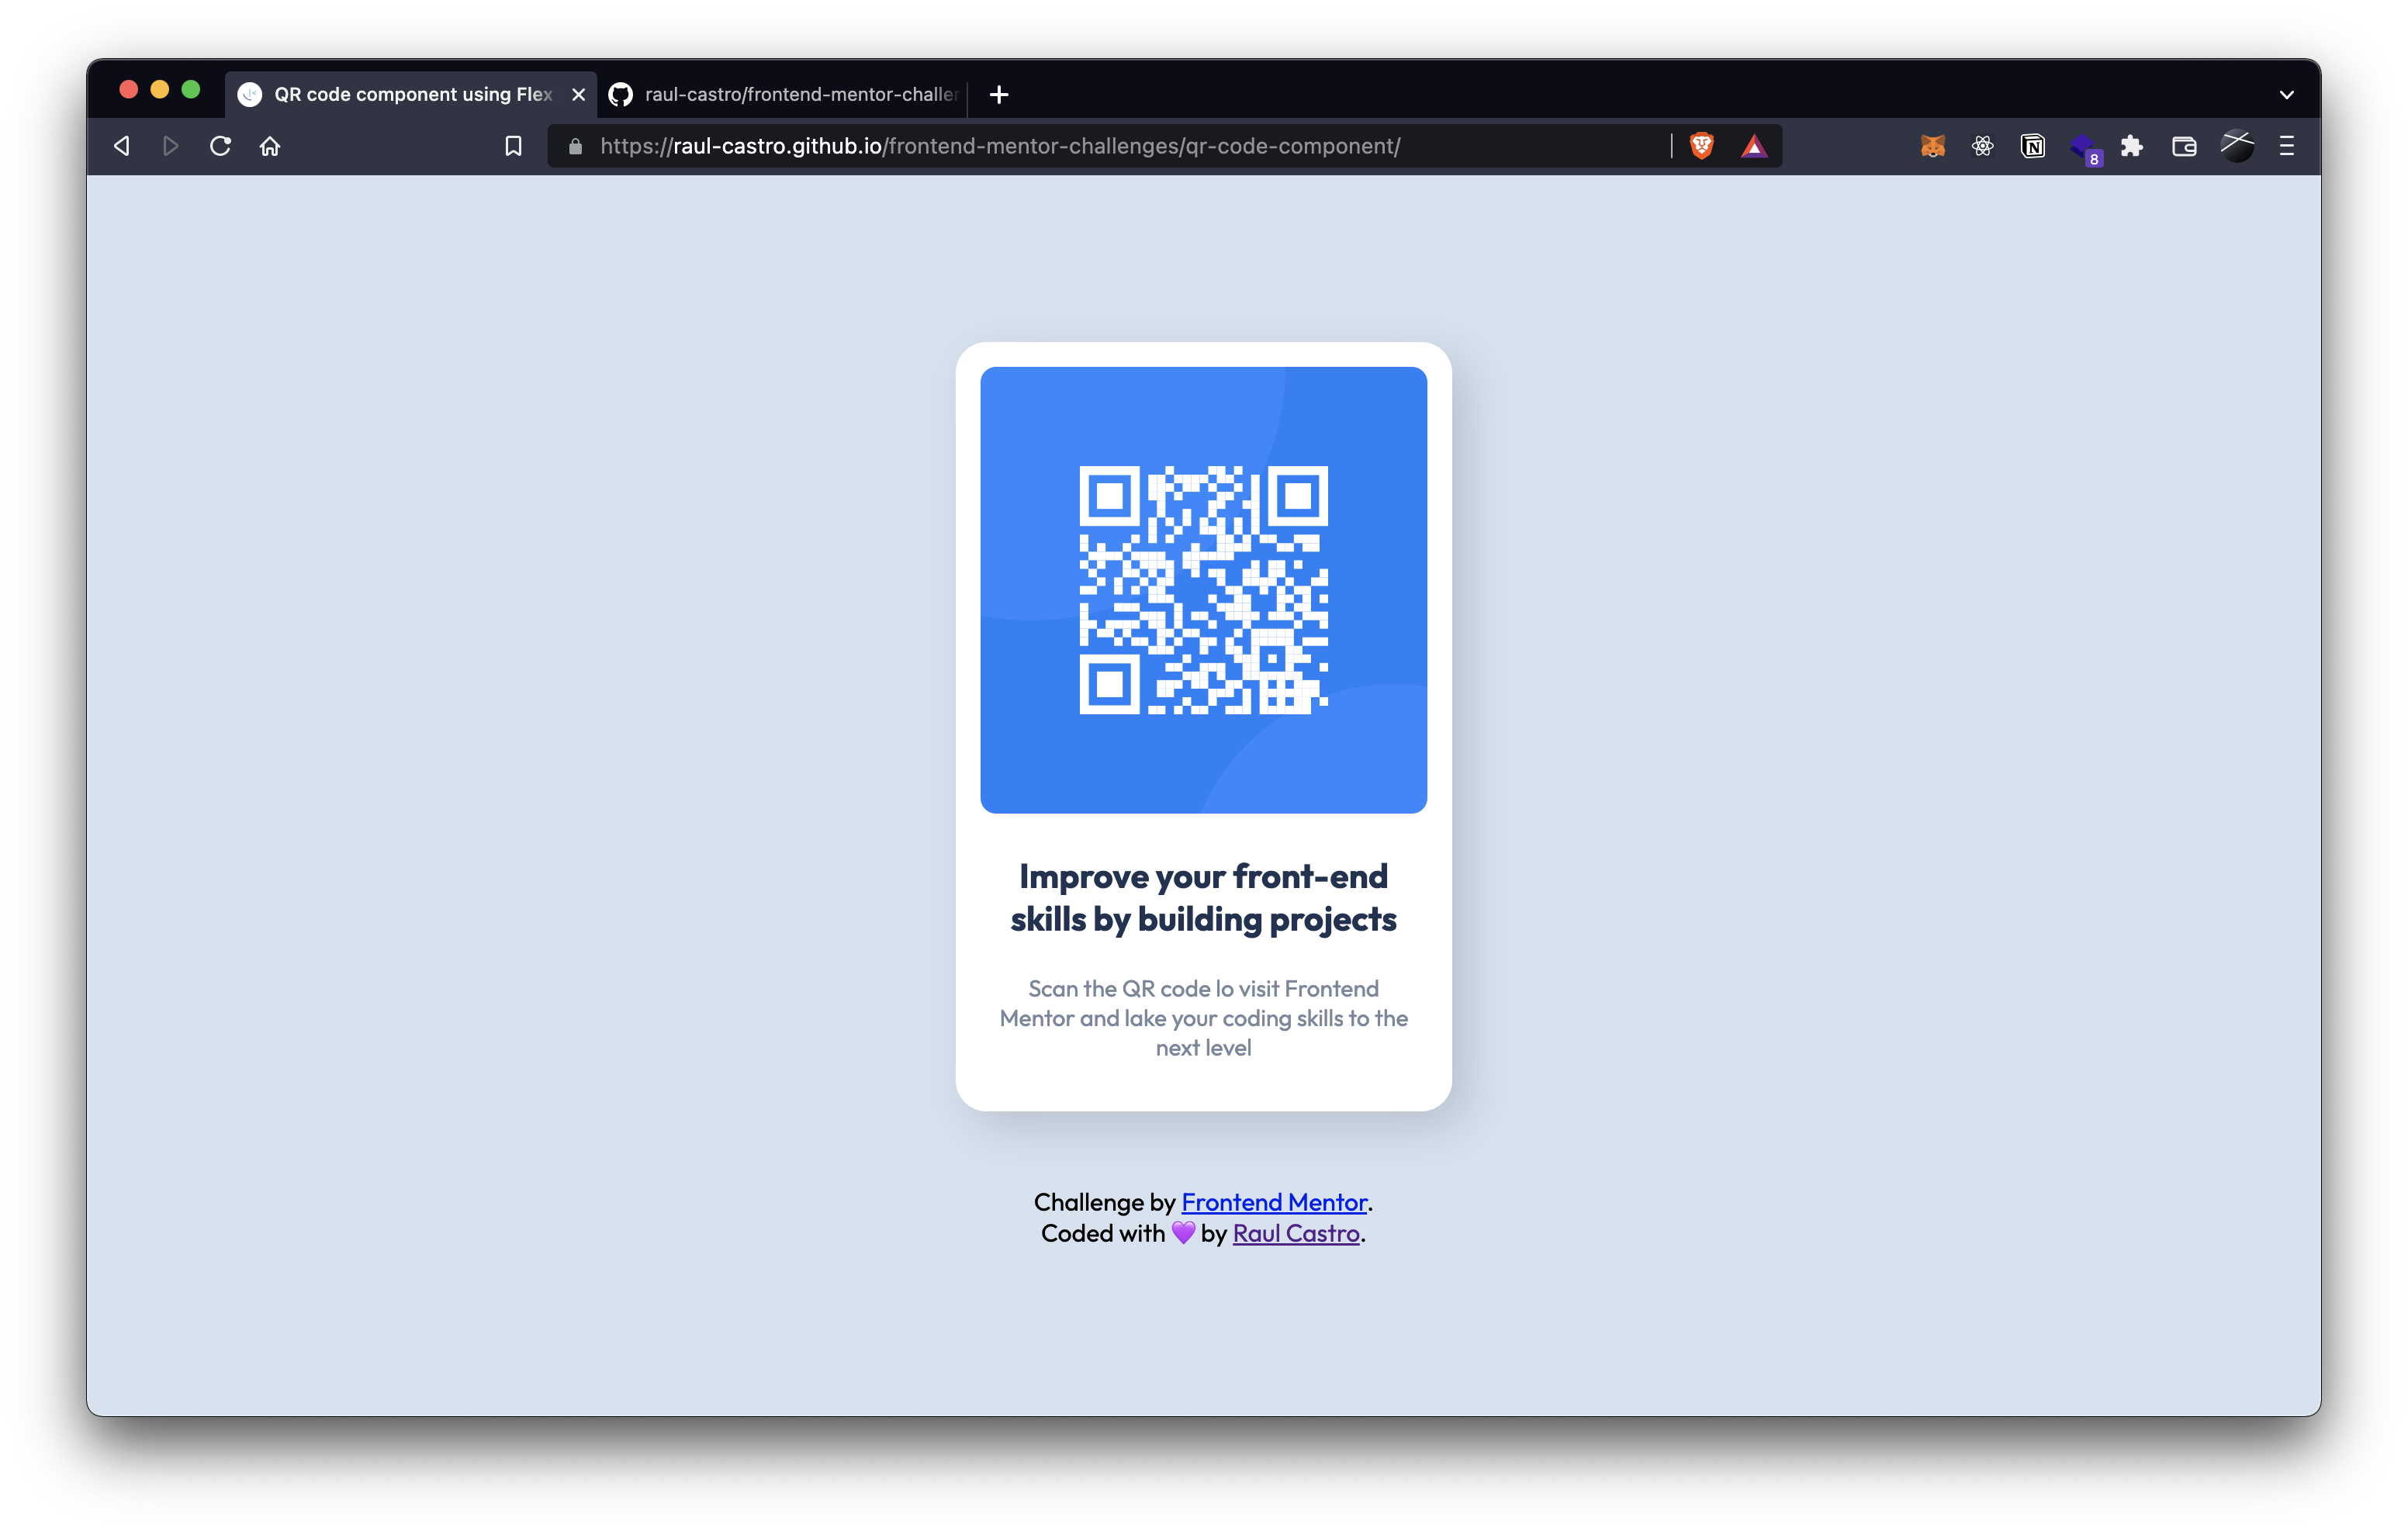 QR code component using Flex
raul-castro/frontend-mentor-challer
https://raul-castro.github.io/frontend-mentor-challenges/qr-code-component/
8
Improve your front-end
skills by building projects
Scan the QR code lo visit Frontend
Mentor and lake your coding skills to the
next level
Challenge by Frontend Mentor.
Coded with 💜 by Raul Castro.